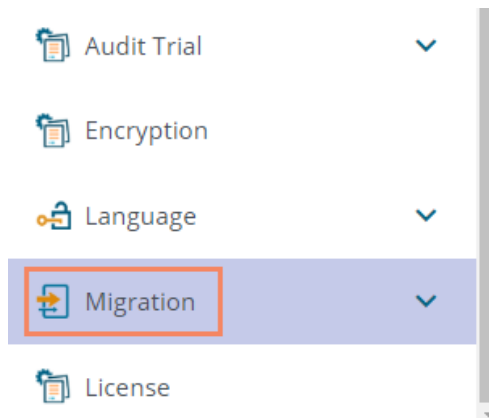 Audit Trial
Encryption
Language
Migration
License